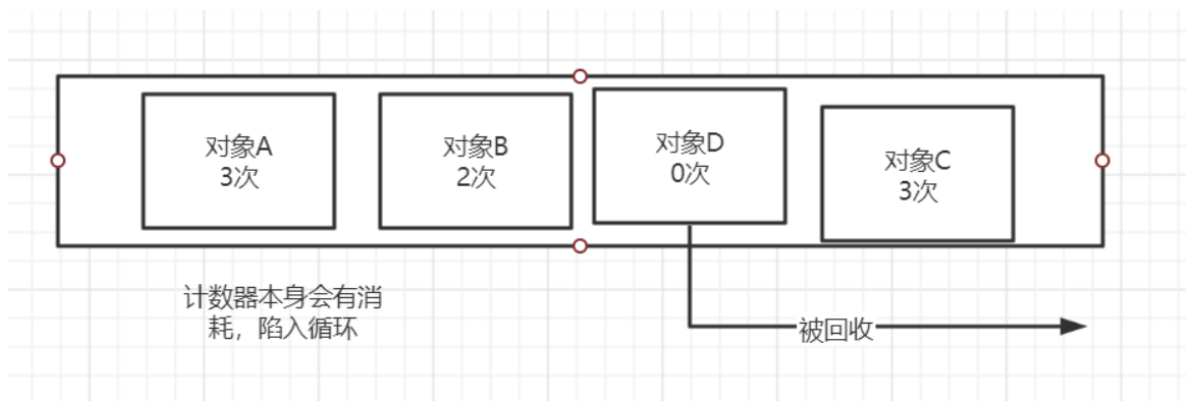 对象A
3次
对象B
2次
对象D
0次
对象C
3次
计数器本身会有消
耗，陷入循环
被回收